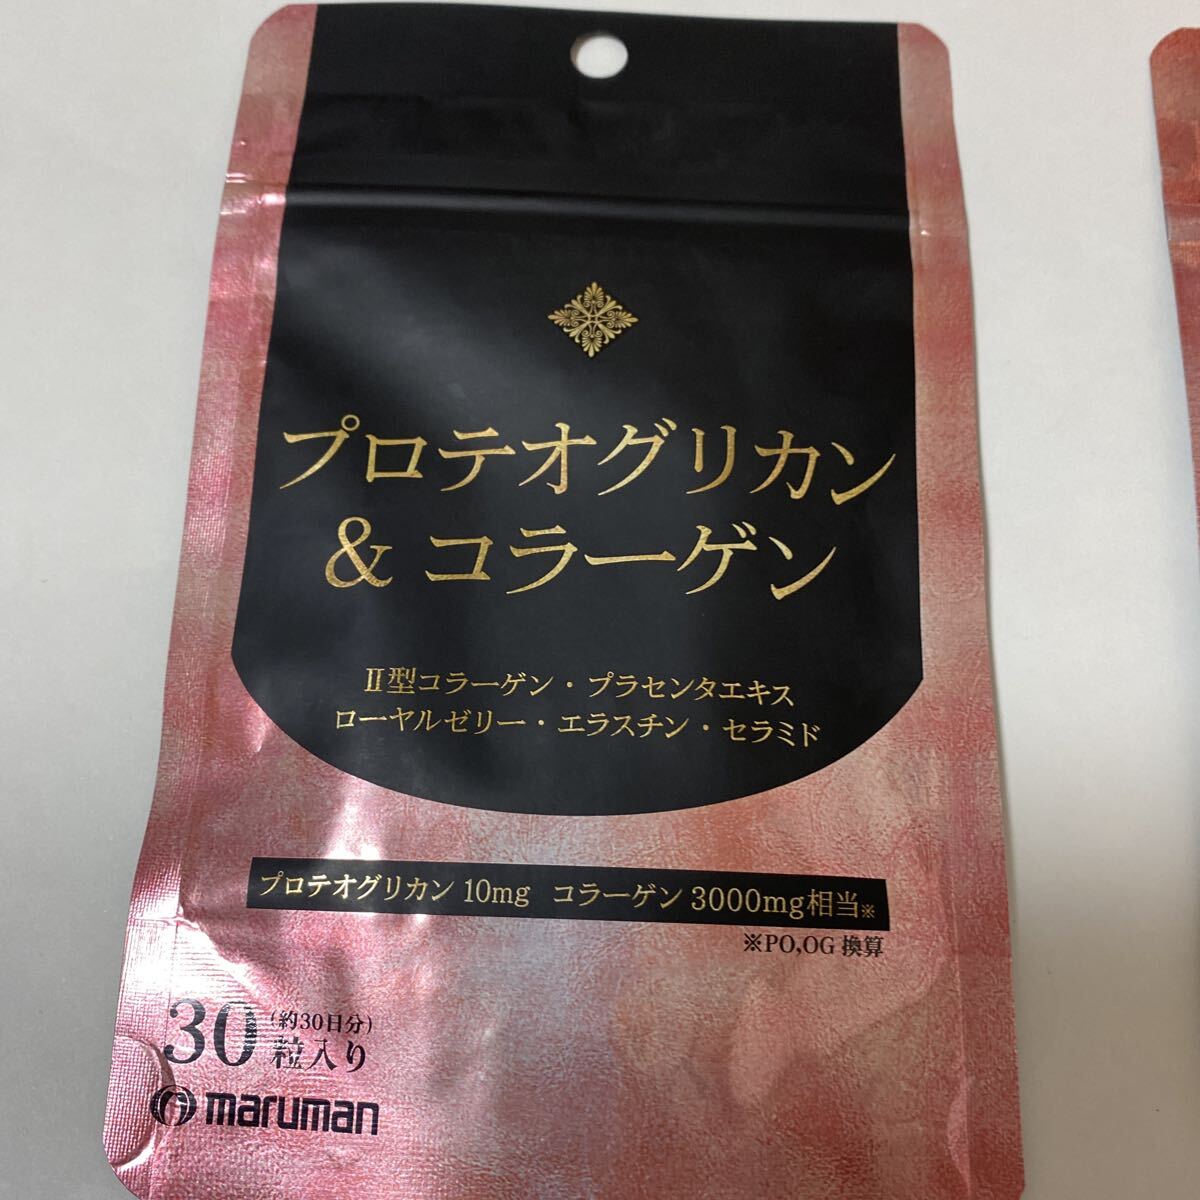 プロテオグリカン
& コラーゲン
II型コラーゲン・プラセンタエキス
ローヤルゼリー・エラスチン・セラミド
プロテオグリカン 10mg コラーゲン 3000mg相当※
※PO,OG 換算
30粒入り
(約30日分)
maruman